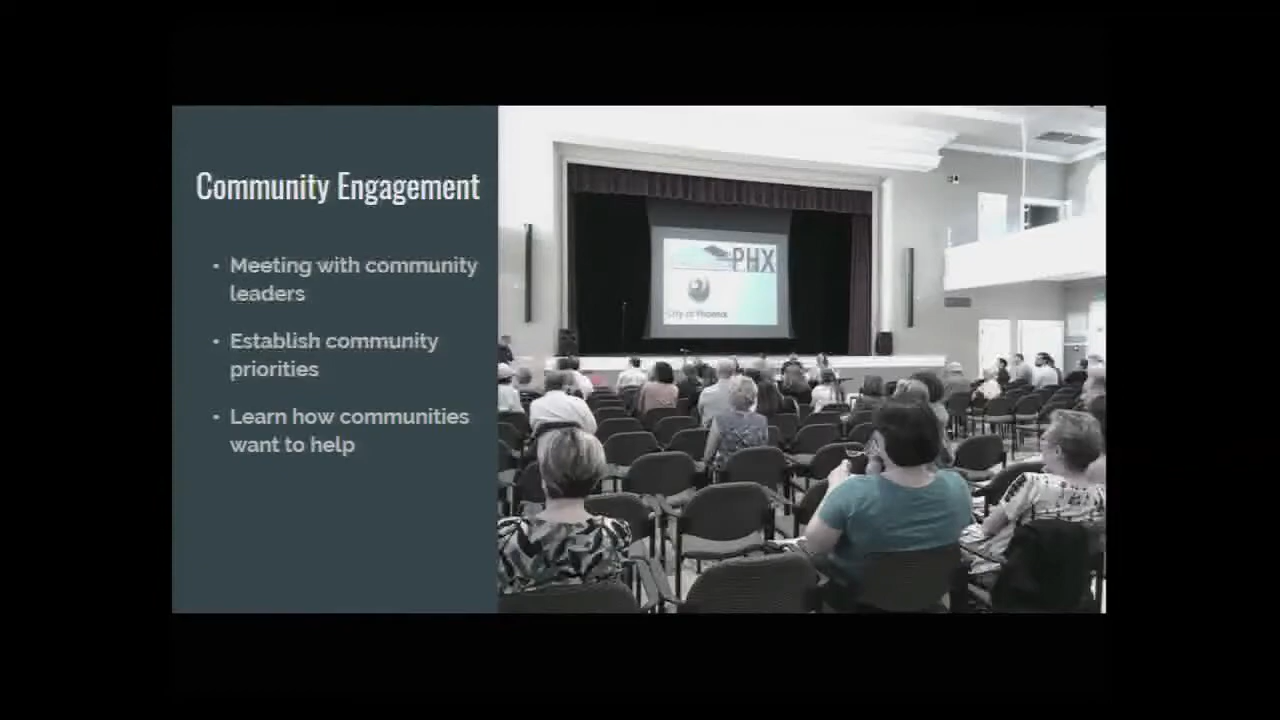 Community Engagement
• Meeting with community
leaders
• Establish community
priorities
• Learn how communities
want to help
PHX
City of Phoenix